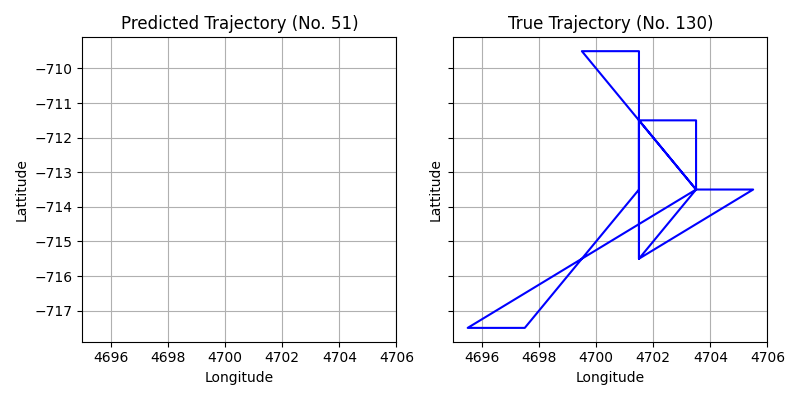 Predicted Trajectory (No. 51)
True Trajectory (No. 130)
Lattitude
−710
−711
−712
−713
−714
−715
−716
−717
4696 4698 4700 4702 4704 4706
Longitude
Lattitude
4696 4698 4700 4702 4704 4706
Longitude